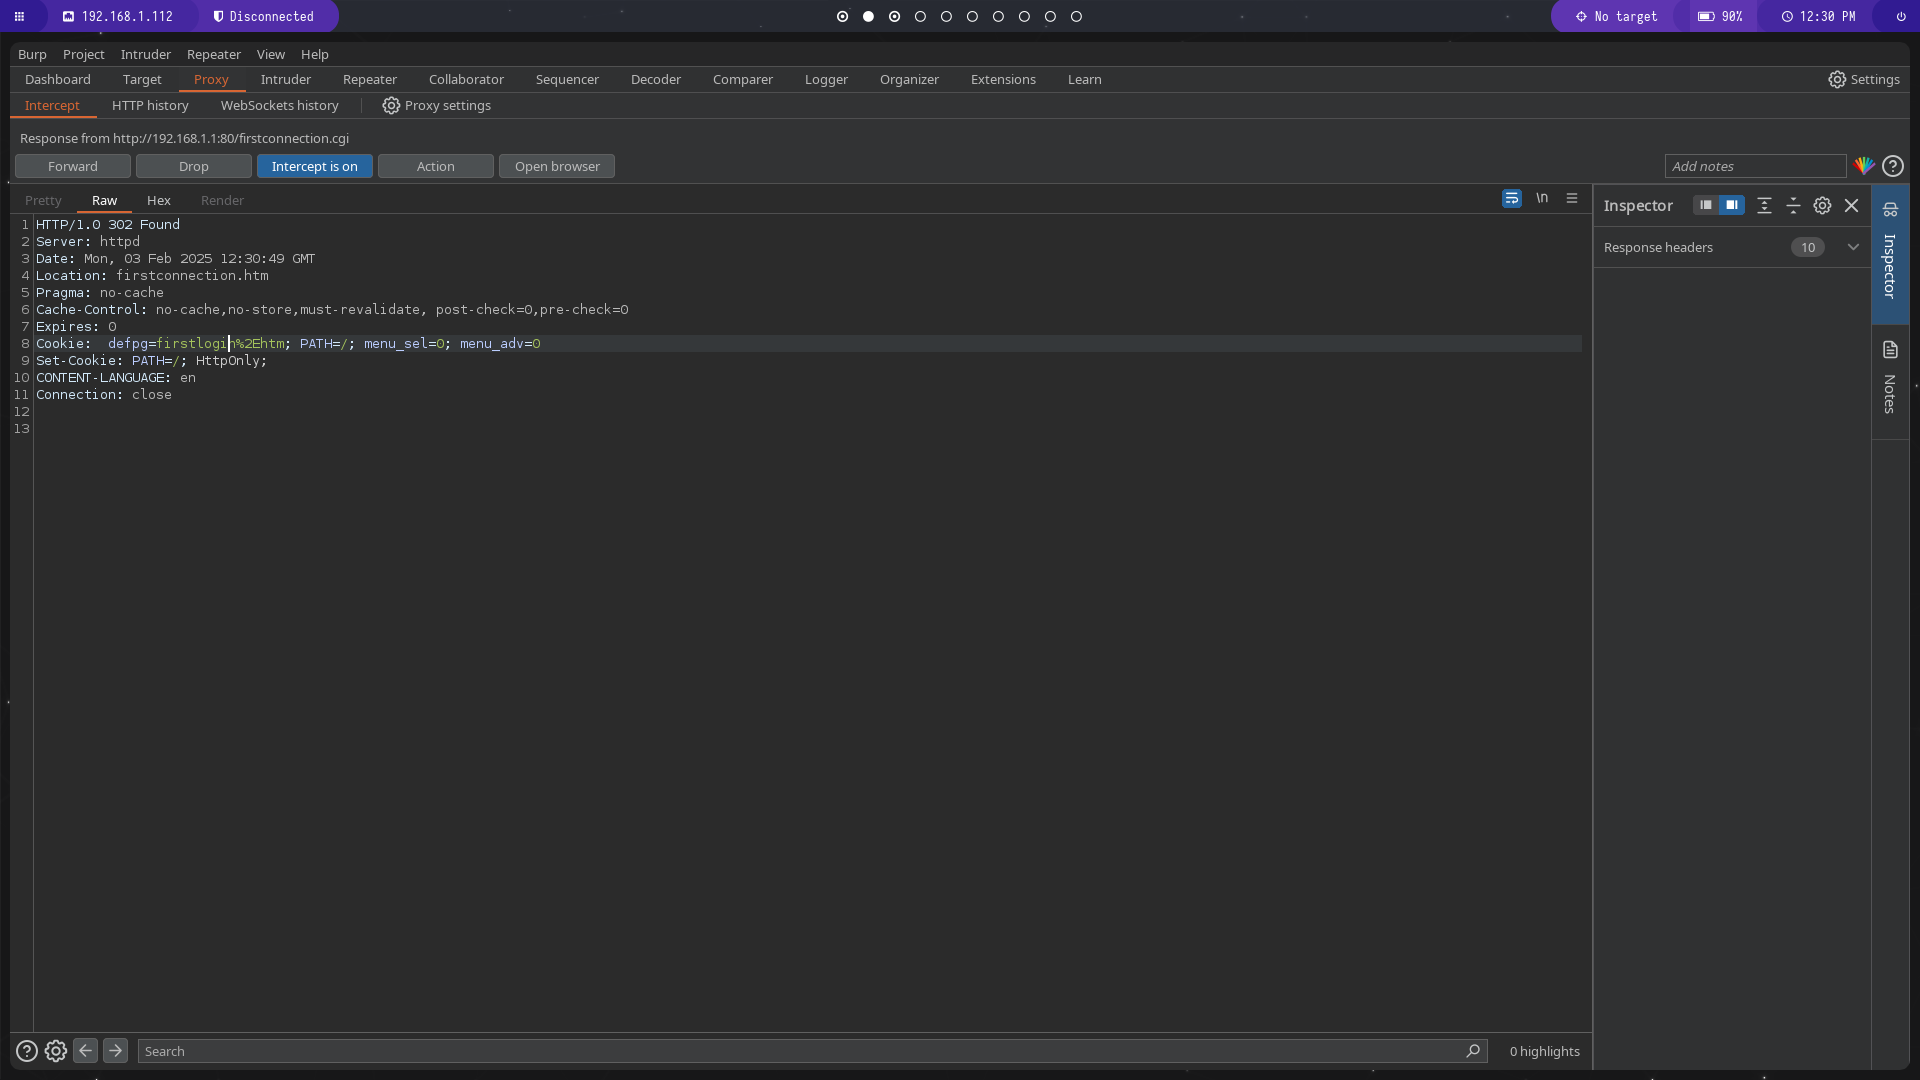 192.168.1.112 Disconnected No target 90% 12:30 PM
Burp Project Intruder Repeater View Help
Dashboard Target Proxy Intruder Repeater Collaborator Sequencer Decoder Comparer Logger Organizer Extensions Learn Settings
Intercept HTTP history WebSockets history Proxy settings
Response from http://192.168.1.1:80/firstconnection.cgi
Forward Drop Intercept is on Action Open browser Add notes
Pretty Raw Hex Render \n Inspector
Response headers 10
Inspector
Notes
1 HTTP/1.0 302 Found
2 Server: httpd
3 Date: Mon, 03 Feb 2025 12:30:49 GMT
4 Location: firstconnection.htm
5 Pragma: no-cache
6 Cache-Control: no-cache,no-store,must-revalidate, post-check=0,pre-check=0
7 Expires: 0
8 Cookie:  defpg=firstlogin%2Ehtm; PATH=/; menu_sel=0; menu_adv=0
9 Set-Cookie: PATH=/; HttpOnly;
10 CONTENT-LANGUAGE: en
11 Connection: close
12
13
Search 0 highlights